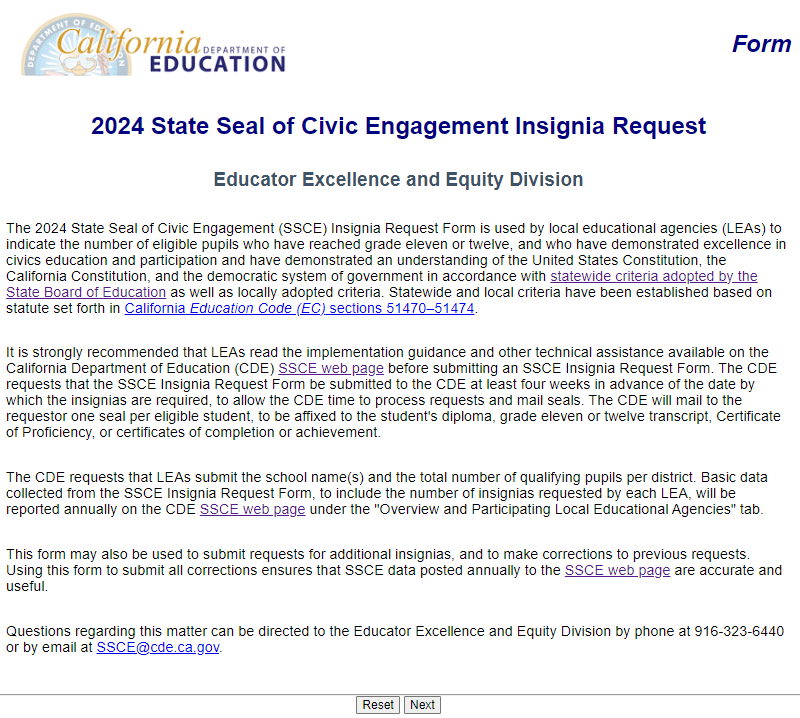 DEPARTMENT OF EDUCATION
California DEPARTMENT OF
EDUCATION
Form
2024 State Seal of Civic Engagement Insignia Request
Educator Excellence and Equity Division
The 2024 State Seal of Civic Engagement (SSCE) Insignia Request Form is used by local educational agencies (LEAs) to
indicate the number of eligible pupils who have reached grade eleven or twelve, and who have demonstrated excellence in
civics education and participation and have demonstrated an understanding of the United States Constitution, the
California Constitution, and the democratic system of government in accordance with statewide criteria adopted by the
State Board of Education as well as locally adopted criteria. Statewide and local criteria have been established based on
statute set forth in California Education Code (EC) sections 51470–51474.
It is strongly recommended that LEAs read the implementation guidance and other technical assistance available on the
California Department of Education (CDE) SSCE web page before submitting an SSCE Insignia Request Form. The CDE
requests that the SSCE Insignia Request Form be submitted to the CDE at least four weeks in advance of the date by
which the insignias are required, to allow the CDE time to process requests and mail seals. The CDE will mail to the
requestor one seal per eligible student, to be affixed to the student's diploma, grade eleven or twelve transcript, Certificate
of Proficiency, or certificates of completion or achievement.
The CDE requests that LEAs submit the school name(s) and the total number of qualifying pupils per district. Basic data
collected from the SSCE Insignia Request Form, to include the number of insignias requested by each LEA, will be
reported annually on the CDE SSCE web page under the "Overview and Participating Local Educational Agencies" tab.
This form may also be used to submit requests for additional insignias, and to make corrections to previous requests.
Using this form to submit all corrections ensures that SSCE data posted annually to the SSCE web page are accurate and
useful.
Questions regarding this matter can be directed to the Educator Excellence and Equity Division by phone at 916-323-6440
or by email at SSCE@cde.ca.gov.
Reset Next